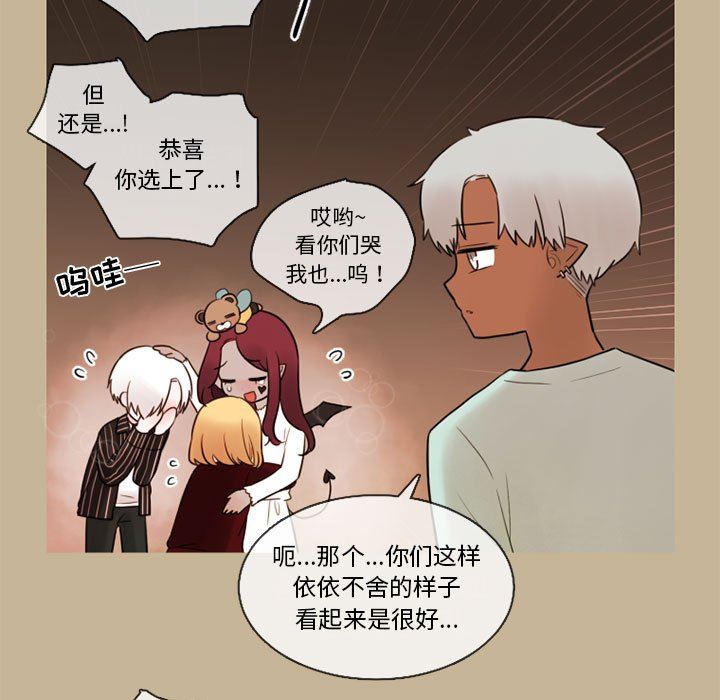 但
还是...!
恭喜
你选上了...！
哎哟~
看你们哭
我也...呜！
呜哇一
呃...那个...你们这样
依依不舍的样子
看起来是很好...